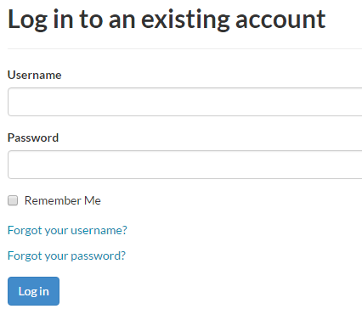 Log in to an existing account
Username
Password
Remember Me
Forgot your username?
Forgot your password?
Log in